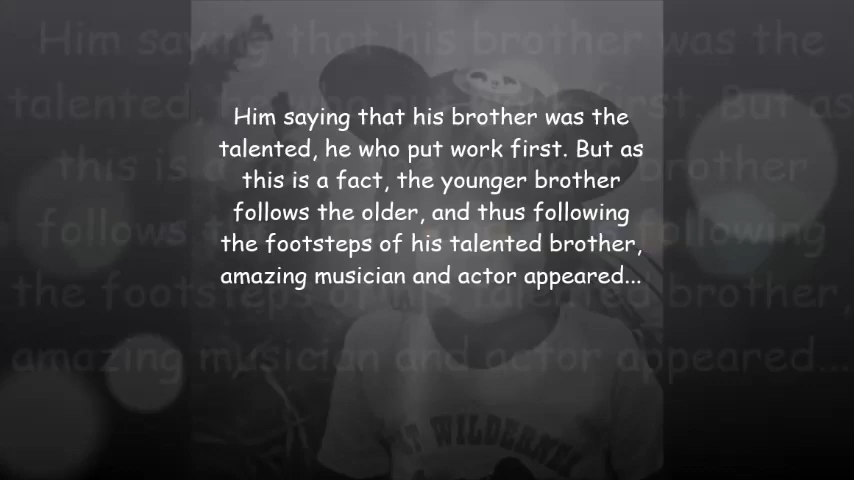 Him saying that his brother was the
talented, he who put work first. But as
this is a fact, the younger brother
follows the older, and thus following
the footsteps of his talented brother,
amazing musician and actor appeared...
WILDERNE